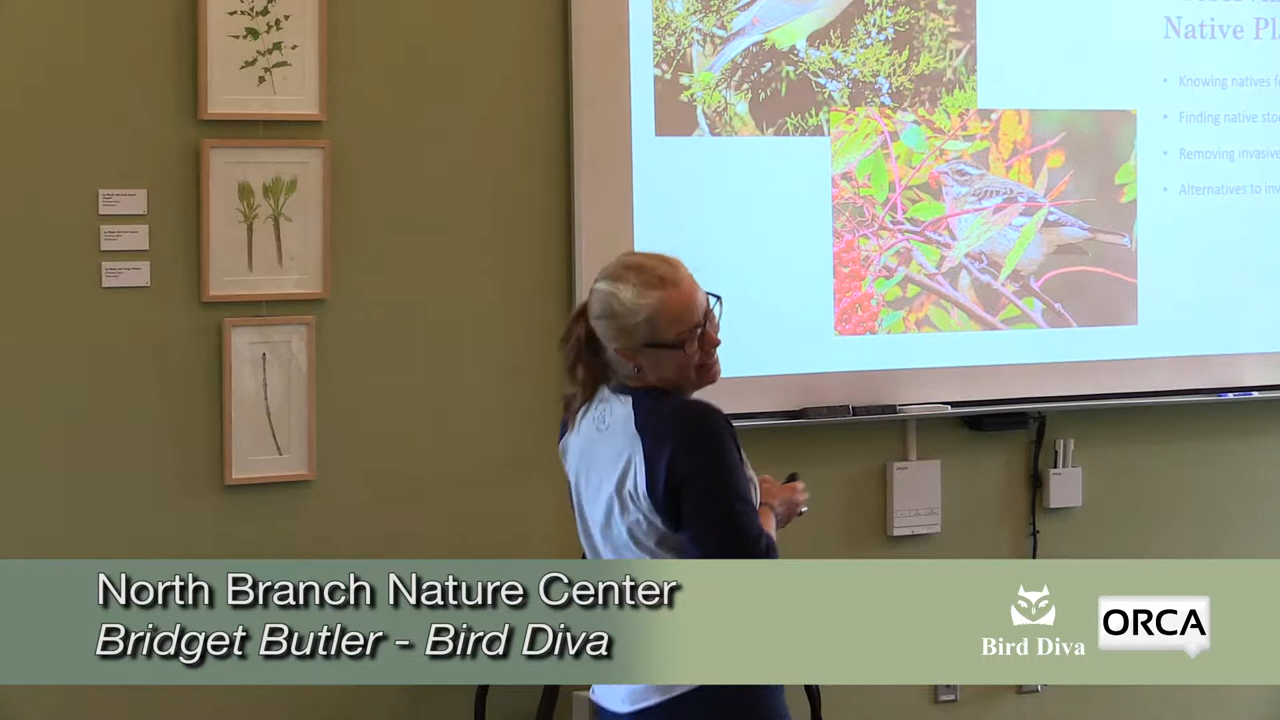 Native Pl
• Knowing natives f
• Finding native sto
• Removing invasive
• Alternatives to inv
North Branch Nature Center
Bridget Butler - Bird Diva
Bird Diva
ORCA